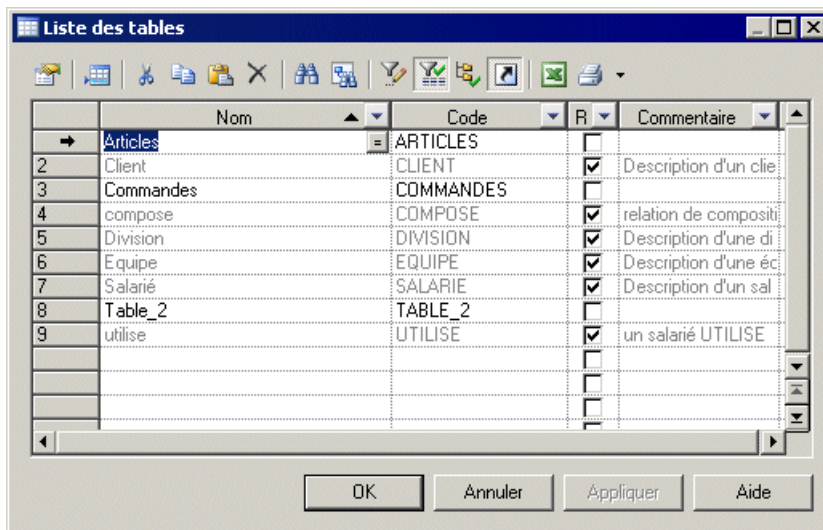 Liste des tables
Nom Code R Commentaire
Articles = ARTICLES
2 Client CLIENT Description d'un clie
3 Commandes COMMANDES
4 compose COMPOSE relation de compositi
5 Division DIVISION Description d'une di
6 Equipe EQUIPE Description d'une éc
7 Salarié SALARIE Description d'un sal
8 Table_2 TABLE_2
9 utilise UTILISE un salarié UTILISE
OK Annuler Appliquer Aide